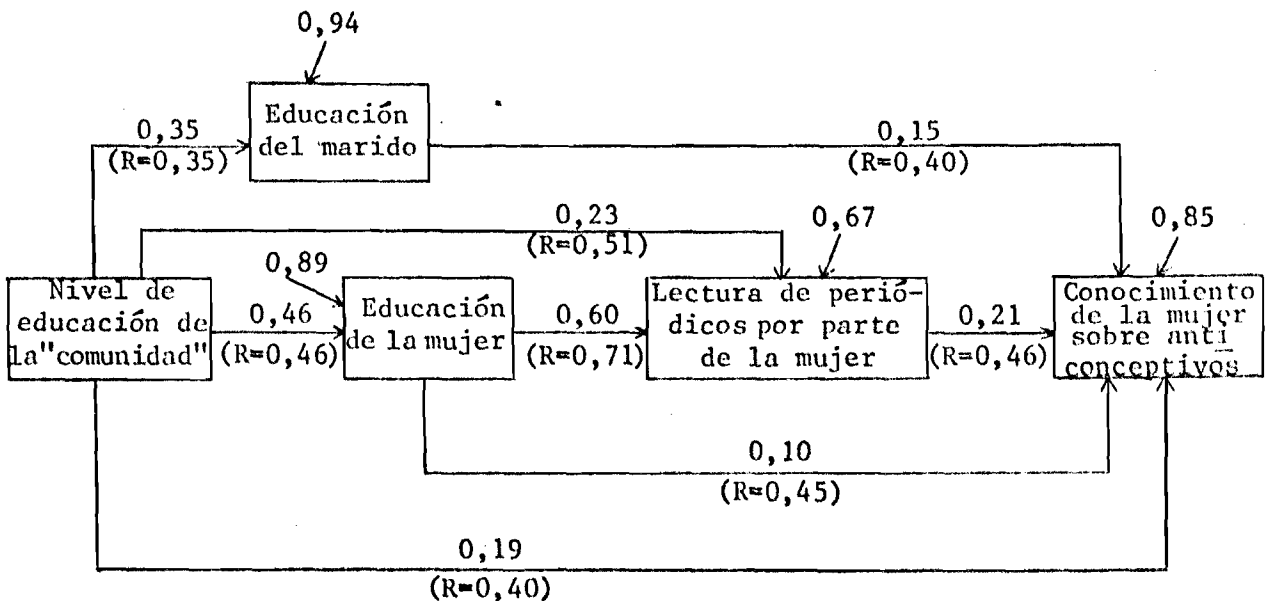 0,94
Educación
del marido
0,35
(R=0,35)
0,15
(R=0,40)
0,23
(R=0,51)
0,67
0,85
0,89
Nivel de
educación de
la"comunidad"
0,46
(R=0,46)
Educación
de la mujer
0,60
(R=0,71)
Lectura de perió-
dicos por parte
de la mujer
0,21
(R=0,46)
Conocimiento
de la mujer
sobre anti
conceptivos
0,10
(R=0,45)
0,19
(R=0,40)